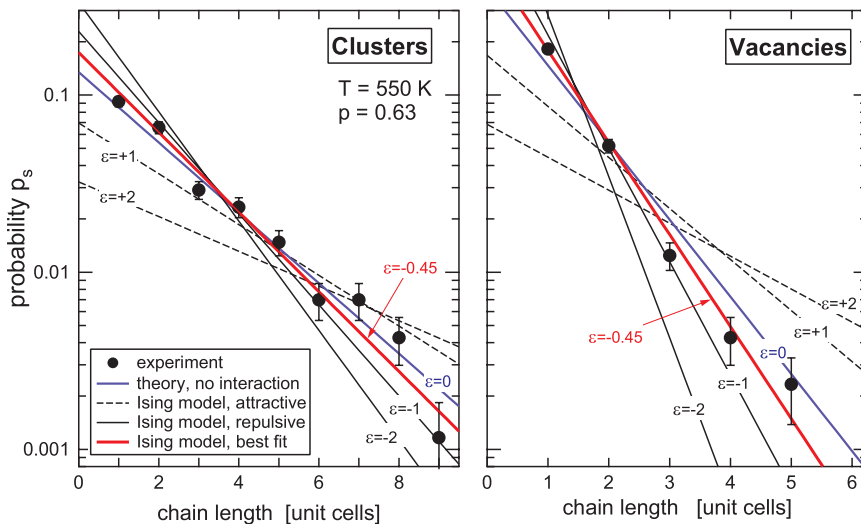 Clusters
T = 550 K
p = 0.63
ε=+1
ε=+2
ε=-0.45
ε=0
ε=-1
ε=-2
experiment
theory, no interaction
Ising model, attractive
Ising model, repulsive
Ising model, best fit
probability p_s
0.1
0.01
0.001
0 2 4 6 8
chain length [unit cells]
Vacancies
ε=+2
ε=+1
ε=-0.45
ε=0
ε=-1
ε=-2
0 1 2 3 4 5 6
chain length [unit cells]